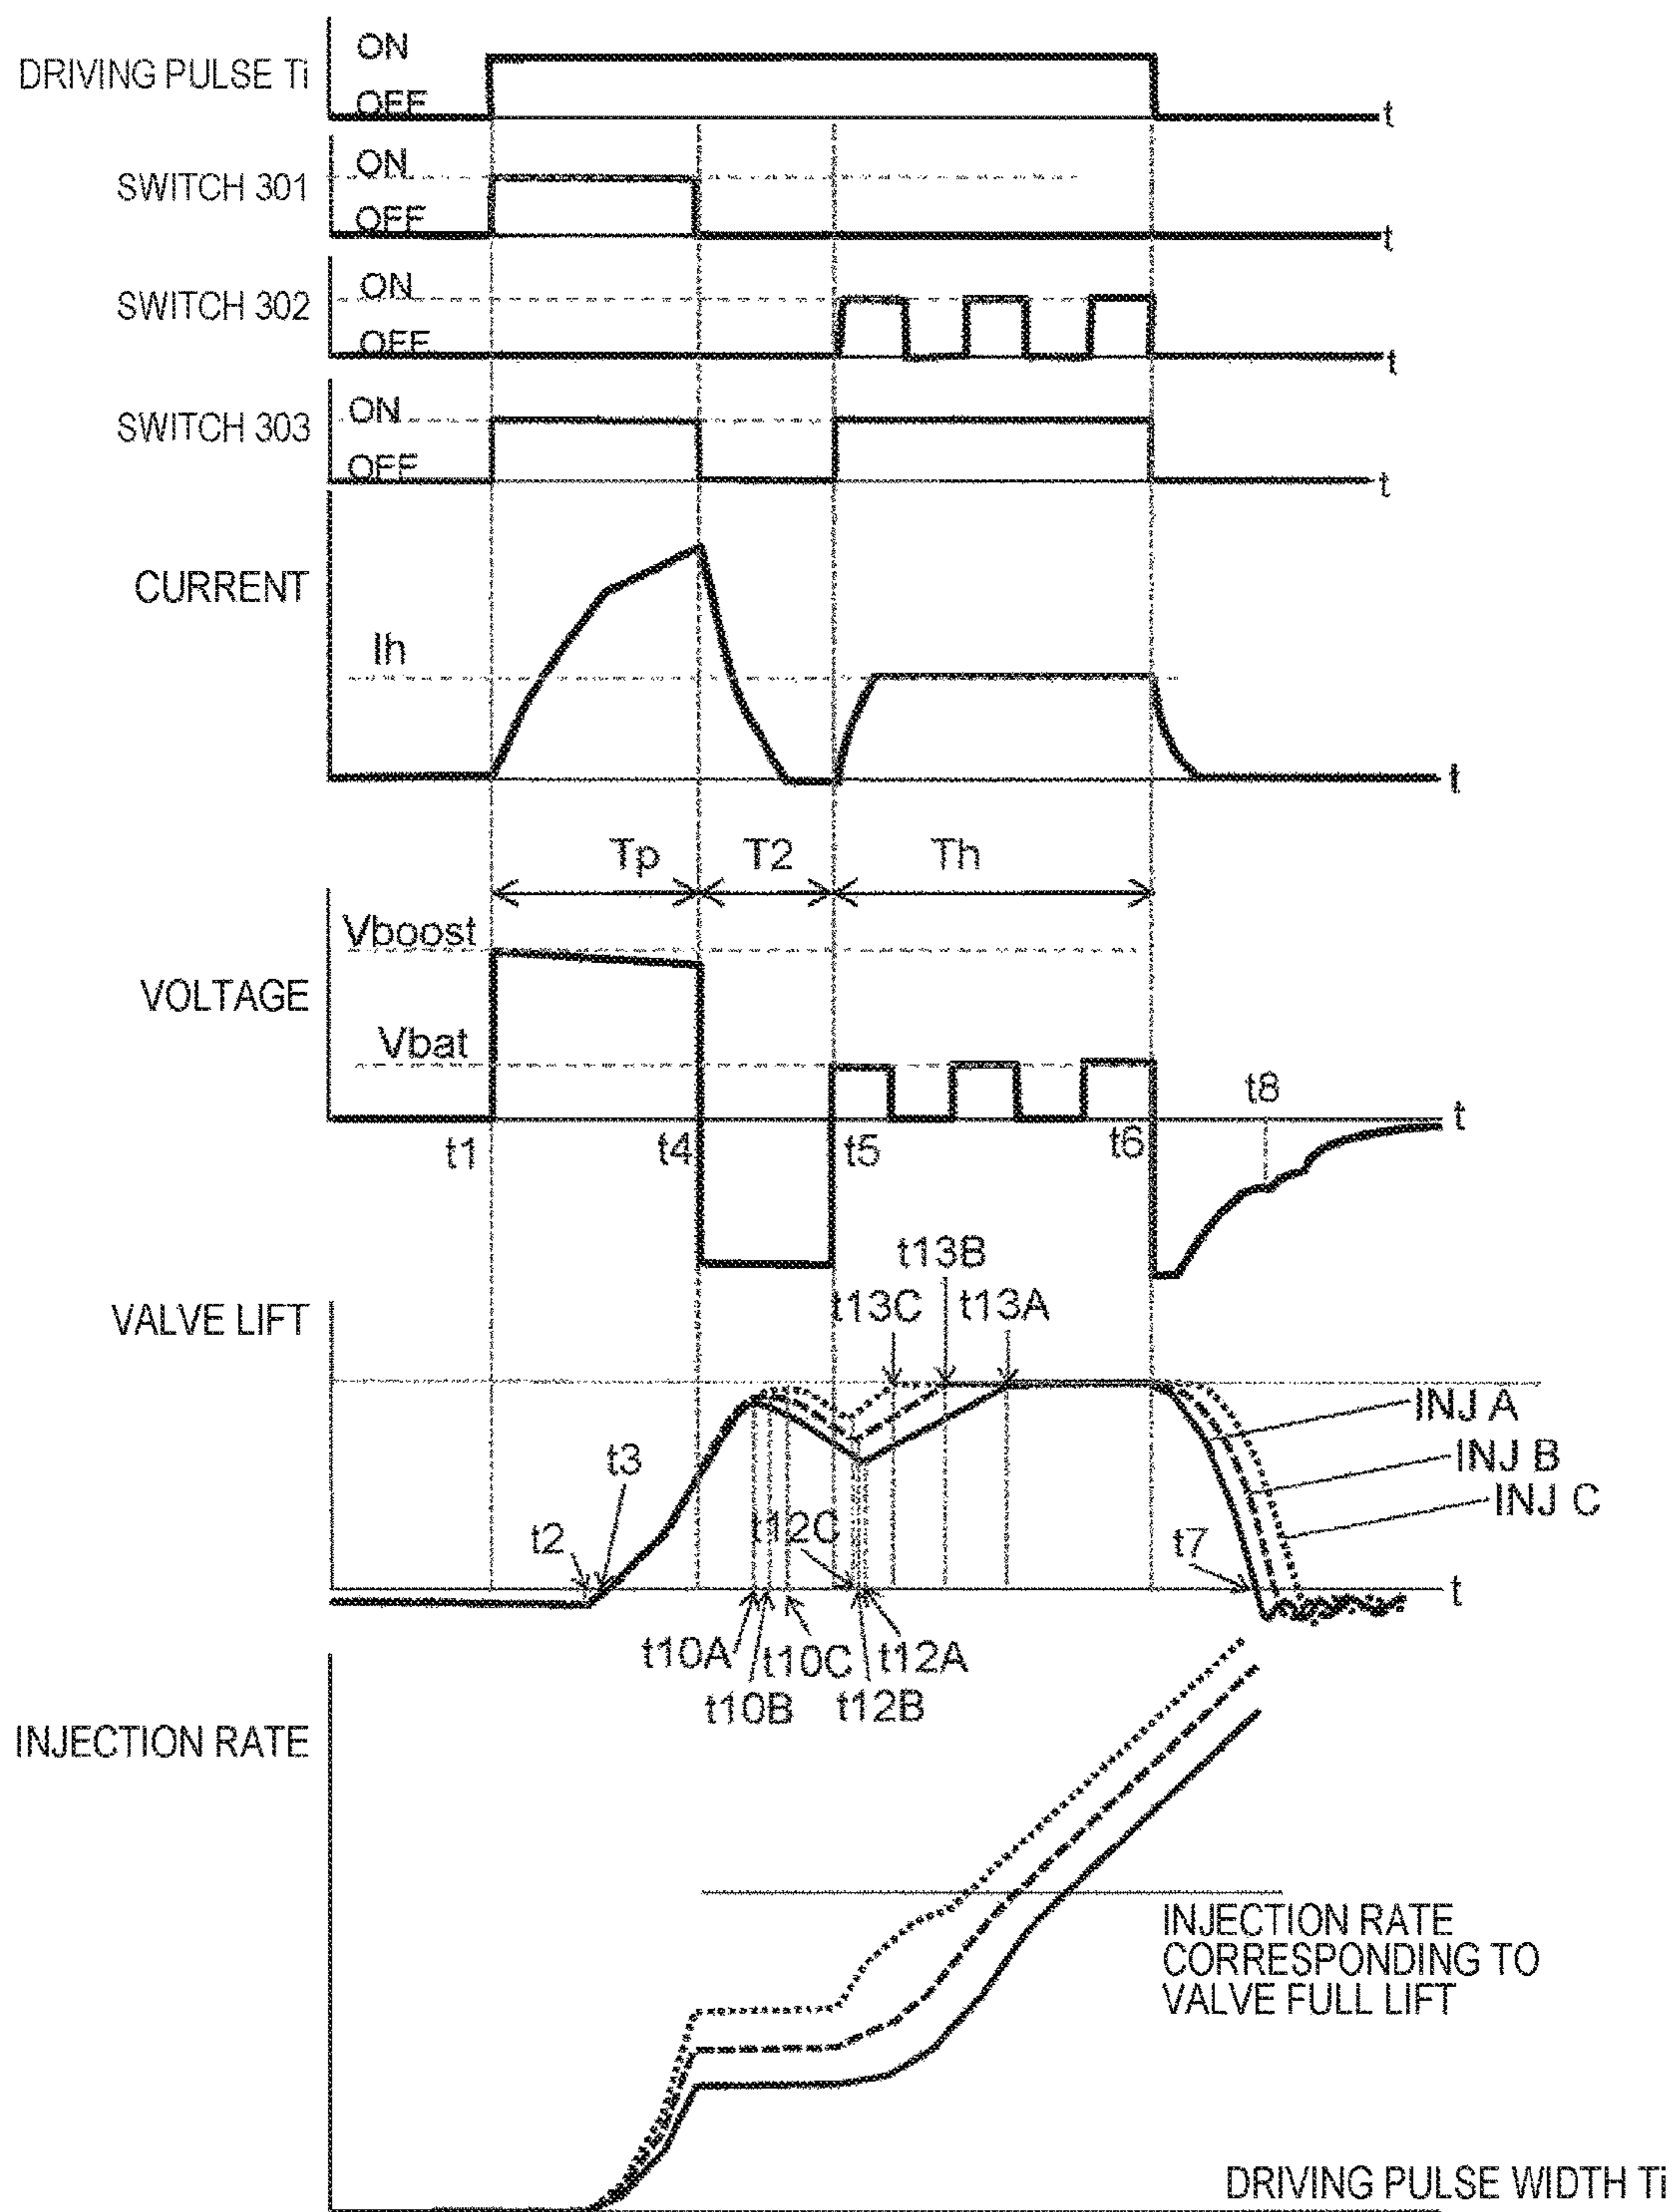 DRIVING PULSE Ti
ON
OFF
t
SWITCH 301
ON
OFF
t
SWITCH 302
ON
OFF
t
SWITCH 303
ON
OFF
t
CURRENT
Ih
t
Tp
T2
Th
VOLTAGE
Vboost
Vbat
t8
t
t1
t4
t5
t6
t13B
t13C
t13A
VALVE LIFT
INJ A
INJ B
INJ C
t3
t2
t12C
t7
t
t10A
t10C
t12A
t10B
t12B
INJECTION RATE
INJECTION RATE
CORRESPONDING TO
VALVE FULL LIFT
DRIVING PULSE WIDTH Ti